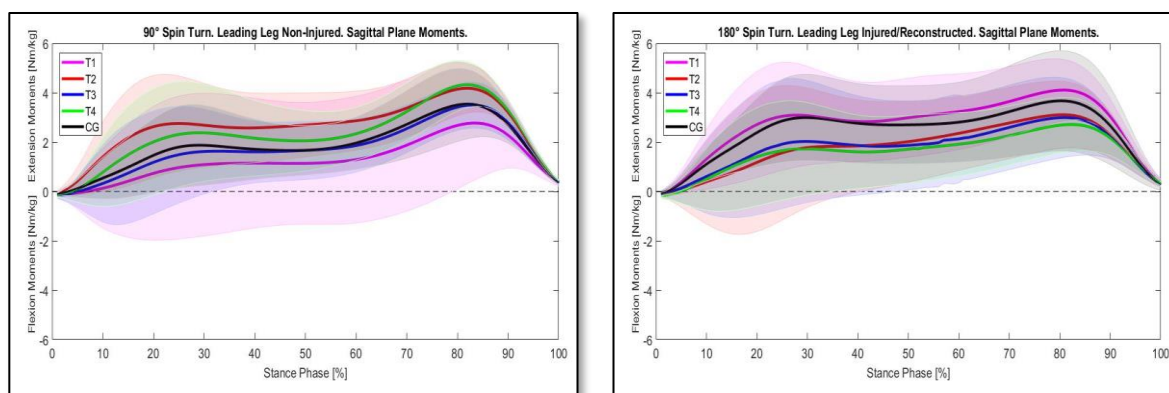 90° Spin Turn. Leading Leg Non-Injured. Sagittal Plane Moments.
Flexion Moments [Nm/kg] Extension Moments [Nm/kg]
6
4
2
0
-2
-4
-6
T1
T2
T3
T4
CG
0 10 20 30 40 50 60 70 80 90 100
Stance Phase [%]
180° Spin Turn. Leading Leg Injured/Reconstructed. Sagittal Plane Moments.
Flexion Moments [Nm/kg] Extension Moments [Nm/kg]
6
4
2
0
-2
-4
-6
T1
T2
T3
T4
CG
0 10 20 30 40 50 60 70 80 90 100
Stance Phase [%]